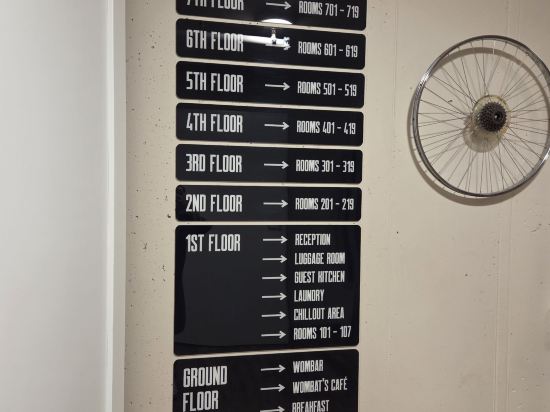 7TH FLOOR → ROOMS 701 - 719
6TH FLOOR → ROOMS 601 - 619
5TH FLOOR → ROOMS 501 - 519
4TH FLOOR → ROOMS 401 - 419
3RD FLOOR → ROOMS 301 - 319
2ND FLOOR → ROOMS 201 - 219
1ST FLOOR → RECEPTION
→ LUGGAGE ROOM
→ GUEST KITCHEN
→ LAUNDRY
→ CHILLOUT AREA
→ ROOMS 101 - 107
GROUND FLOOR → WOMBAR
→ WOMBAT'S CAFÉ
→ BREAKFAST